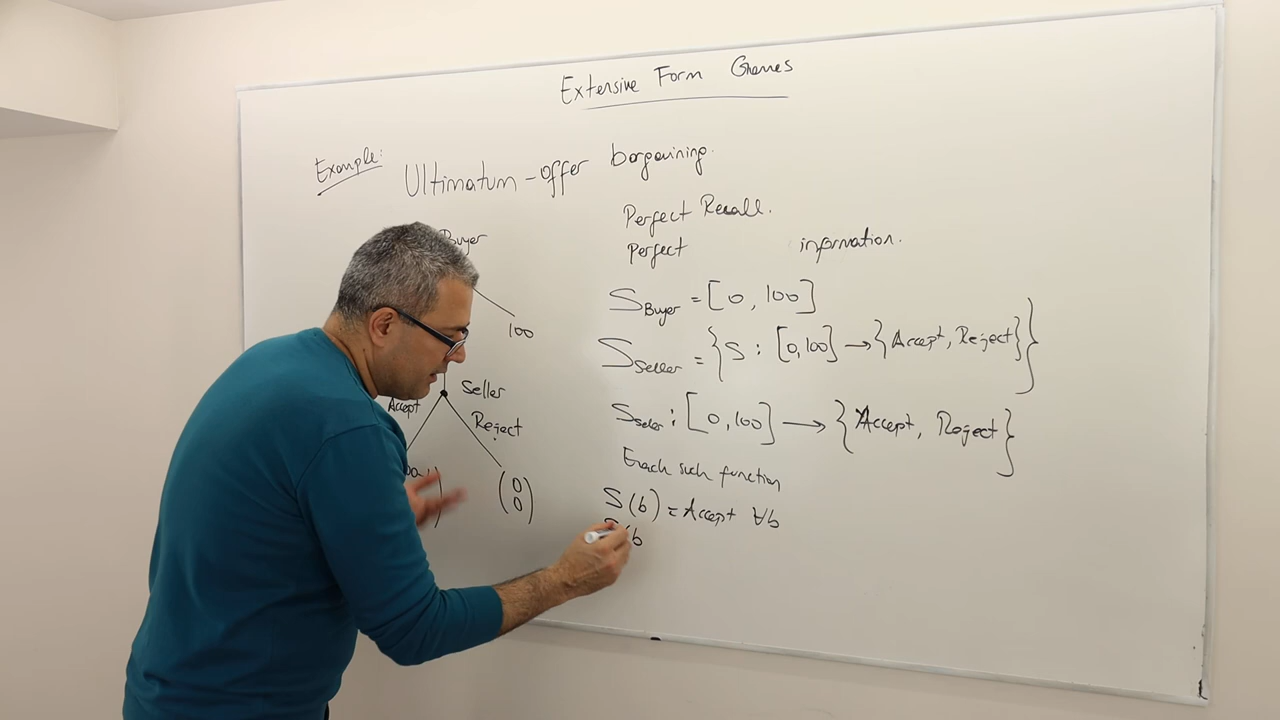 Extensive Form Games
Example: Ultimatum-offer bargaining.
Perfect Recall.
Perfect information.
Buyer
100
S_Buyer = [0, 100]
S_Seller = {S : [0,100] → {Accept, Reject}}
Seller
Accept
Reject
S_Seller : [0, 100] → {Accept, Reject}
Each such function
(0
0)
S(b) = Accept ∀b
S(b